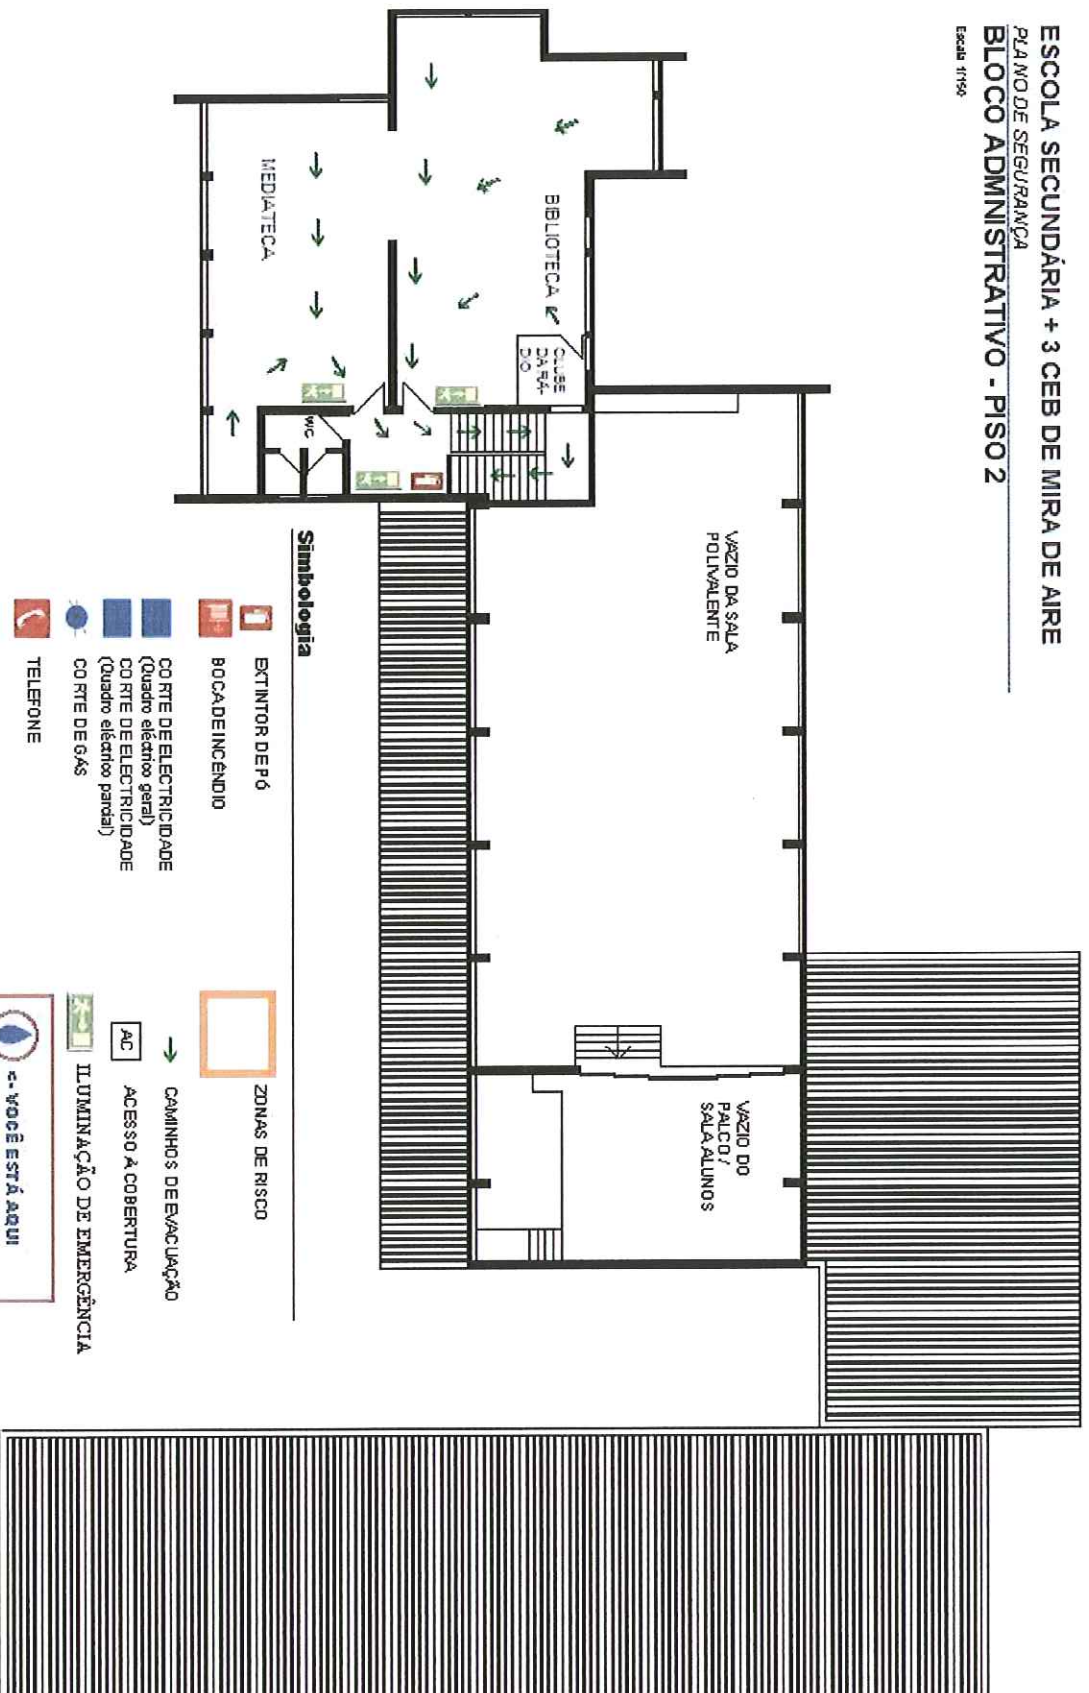 ESCOLA SECUNDÁRIA + 3 CEB DE MIRA DE AIRE
PLANO DE SEGURANÇA
BLOCO ADMNISTRATIVO - PISO 2
Escala 1/150
BIBLIOTECA
CLUBE
DA RÁ-
DIO
MEDIATECA
WC
VAZIO DA SALA
POLIVALENTE
VAZIO DO
PALCO /
SALA ALUNOS
Simbologia
EXTINTOR DE PÓ
BOCA DE INCÊNDIO
CORTE DE ELECTRICIDADE
(Quadro eléctrico geral)
CORTE DE ELECTRICIDADE
(Quadro eléctrico parcial)
CORTE DE GÁS
TELEFONE
ZONAS DE RISCO
CAMINHOS DE EVACUAÇÃO
AC ACESSO À COBERTURA
ILUMINAÇÃO DE EMERGÊNCIA
<- VOCÊ ESTÁ AQUI